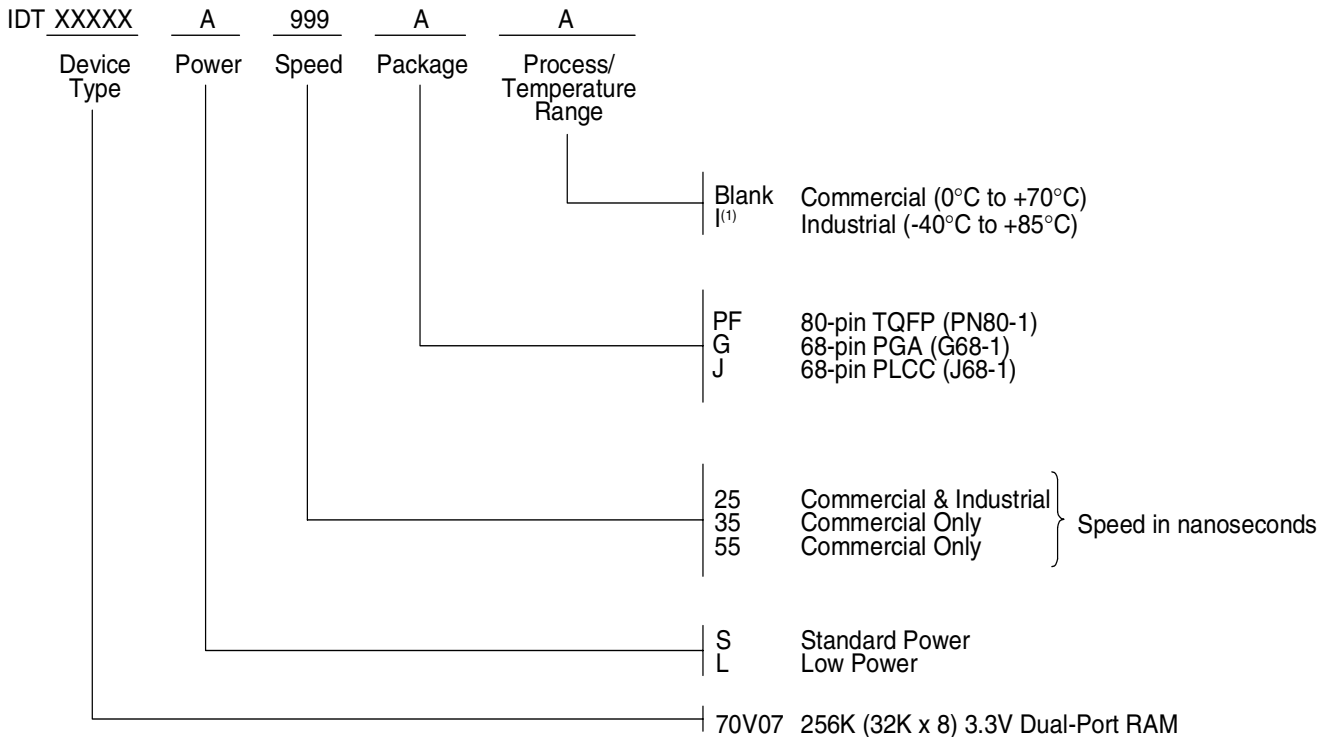 IDT XXXXX A 999 A A
Device Type Power Speed Package Process/ Temperature Range
Blank Commercial (0°C to +70°C)
I(1) Industrial (-40°C to +85°C)
PF 80-pin TQFP (PN80-1)
G 68-pin PGA (G68-1)
J 68-pin PLCC (J68-1)
25 Commercial & Industrial
35 Commercial Only
55 Commercial Only
Speed in nanoseconds
S Standard Power
L Low Power
70V07 256K (32K x 8) 3.3V Dual-Port RAM